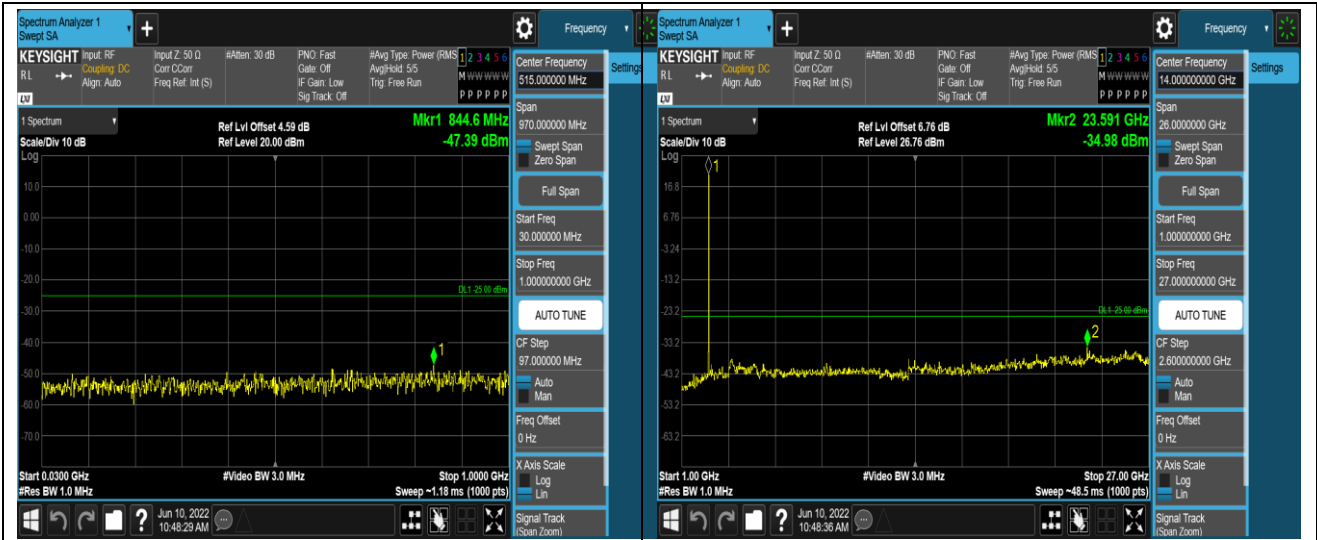 Spectrum Analyzer 1
Swept SA
+
Frequency
KEYSIGHT
RL
LXI
Input: RF
Coupling: DC
Align: Auto
Input Z: 50 Ω
Corr CCorr
Freq Ref: Int (S)
#Atten: 30 dB
PNO: Fast
Gate: Off
IF Gain: Low
Sig Track: Off
#Avg Type: Power (RMS
Avg|Hold: 5/5
Trig: Free Run
1 2 3 4 5 6
M W W W W W
P P P P P P
Center Frequency
515.000000 MHz
Settings
Span
970.000000 MHz
Swept Span
Zero Span
Full Span
Start Freq
30.000000 MHz
Stop Freq
1.000000000 GHz
AUTO TUNE
CF Step
97.000000 MHz
Auto
Man
Freq Offset
0 Hz
X Axis Scale
Log
Lin
Signal Track
(Span Zoom)
1 Spectrum
Scale/Div 10 dB
Log
Ref Lvl Offset 4.59 dB
Ref Level 20.00 dBm
Mkr1 844.6 MHz
-47.39 dBm
10.0
0.00
-10.0
-20.0
DL1 -25.00 dBm
-30.0
-40.0
1
-50.0
-60.0
-70.0
Start 0.0300 GHz
#Res BW 1.0 MHz
#Video BW 3.0 MHz
Stop 1.0000 GHz
Sweep ~1.18 ms (1000 pts)
?
Jun 10, 2022
10:48:29 AM
Spectrum Analyzer 1
Swept SA
+
Frequency
KEYSIGHT
RL
LXI
Input: RF
Coupling: DC
Align: Auto
Input Z: 50 Ω
Corr CCorr
Freq Ref: Int (S)
#Atten: 30 dB
PNO: Fast
Gate: Off
IF Gain: Low
Sig Track: Off
#Avg Type: Power (RMS
Avg|Hold: 5/5
Trig: Free Run
1 2 3 4 5 6
M W W W W W
P P P P P P
Center Frequency
14.000000000 GHz
Settings
Span
26.0000000 GHz
Swept Span
Zero Span
Full Span
Start Freq
1.000000000 GHz
Stop Freq
27.000000000 GHz
AUTO TUNE
CF Step
2.600000000 GHz
Auto
Man
Freq Offset
0 Hz
X Axis Scale
Log
Lin
Signal Track
(Span Zoom)
1 Spectrum
Scale/Div 10 dB
Log
Ref Lvl Offset 6.76 dB
Ref Level 26.76 dBm
Mkr2 23.591 GHz
-34.98 dBm
1
16.8
6.76
-3.24
-13.2
-23.2
DL1 -25.00 dBm
-33.2
2
-43.2
-53.2
-63.2
Start 1.00 GHz
#Res BW 1.0 MHz
#Video BW 3.0 MHz
Stop 27.00 GHz
Sweep ~48.5 ms (1000 pts)
?
Jun 10, 2022
10:48:36 AM